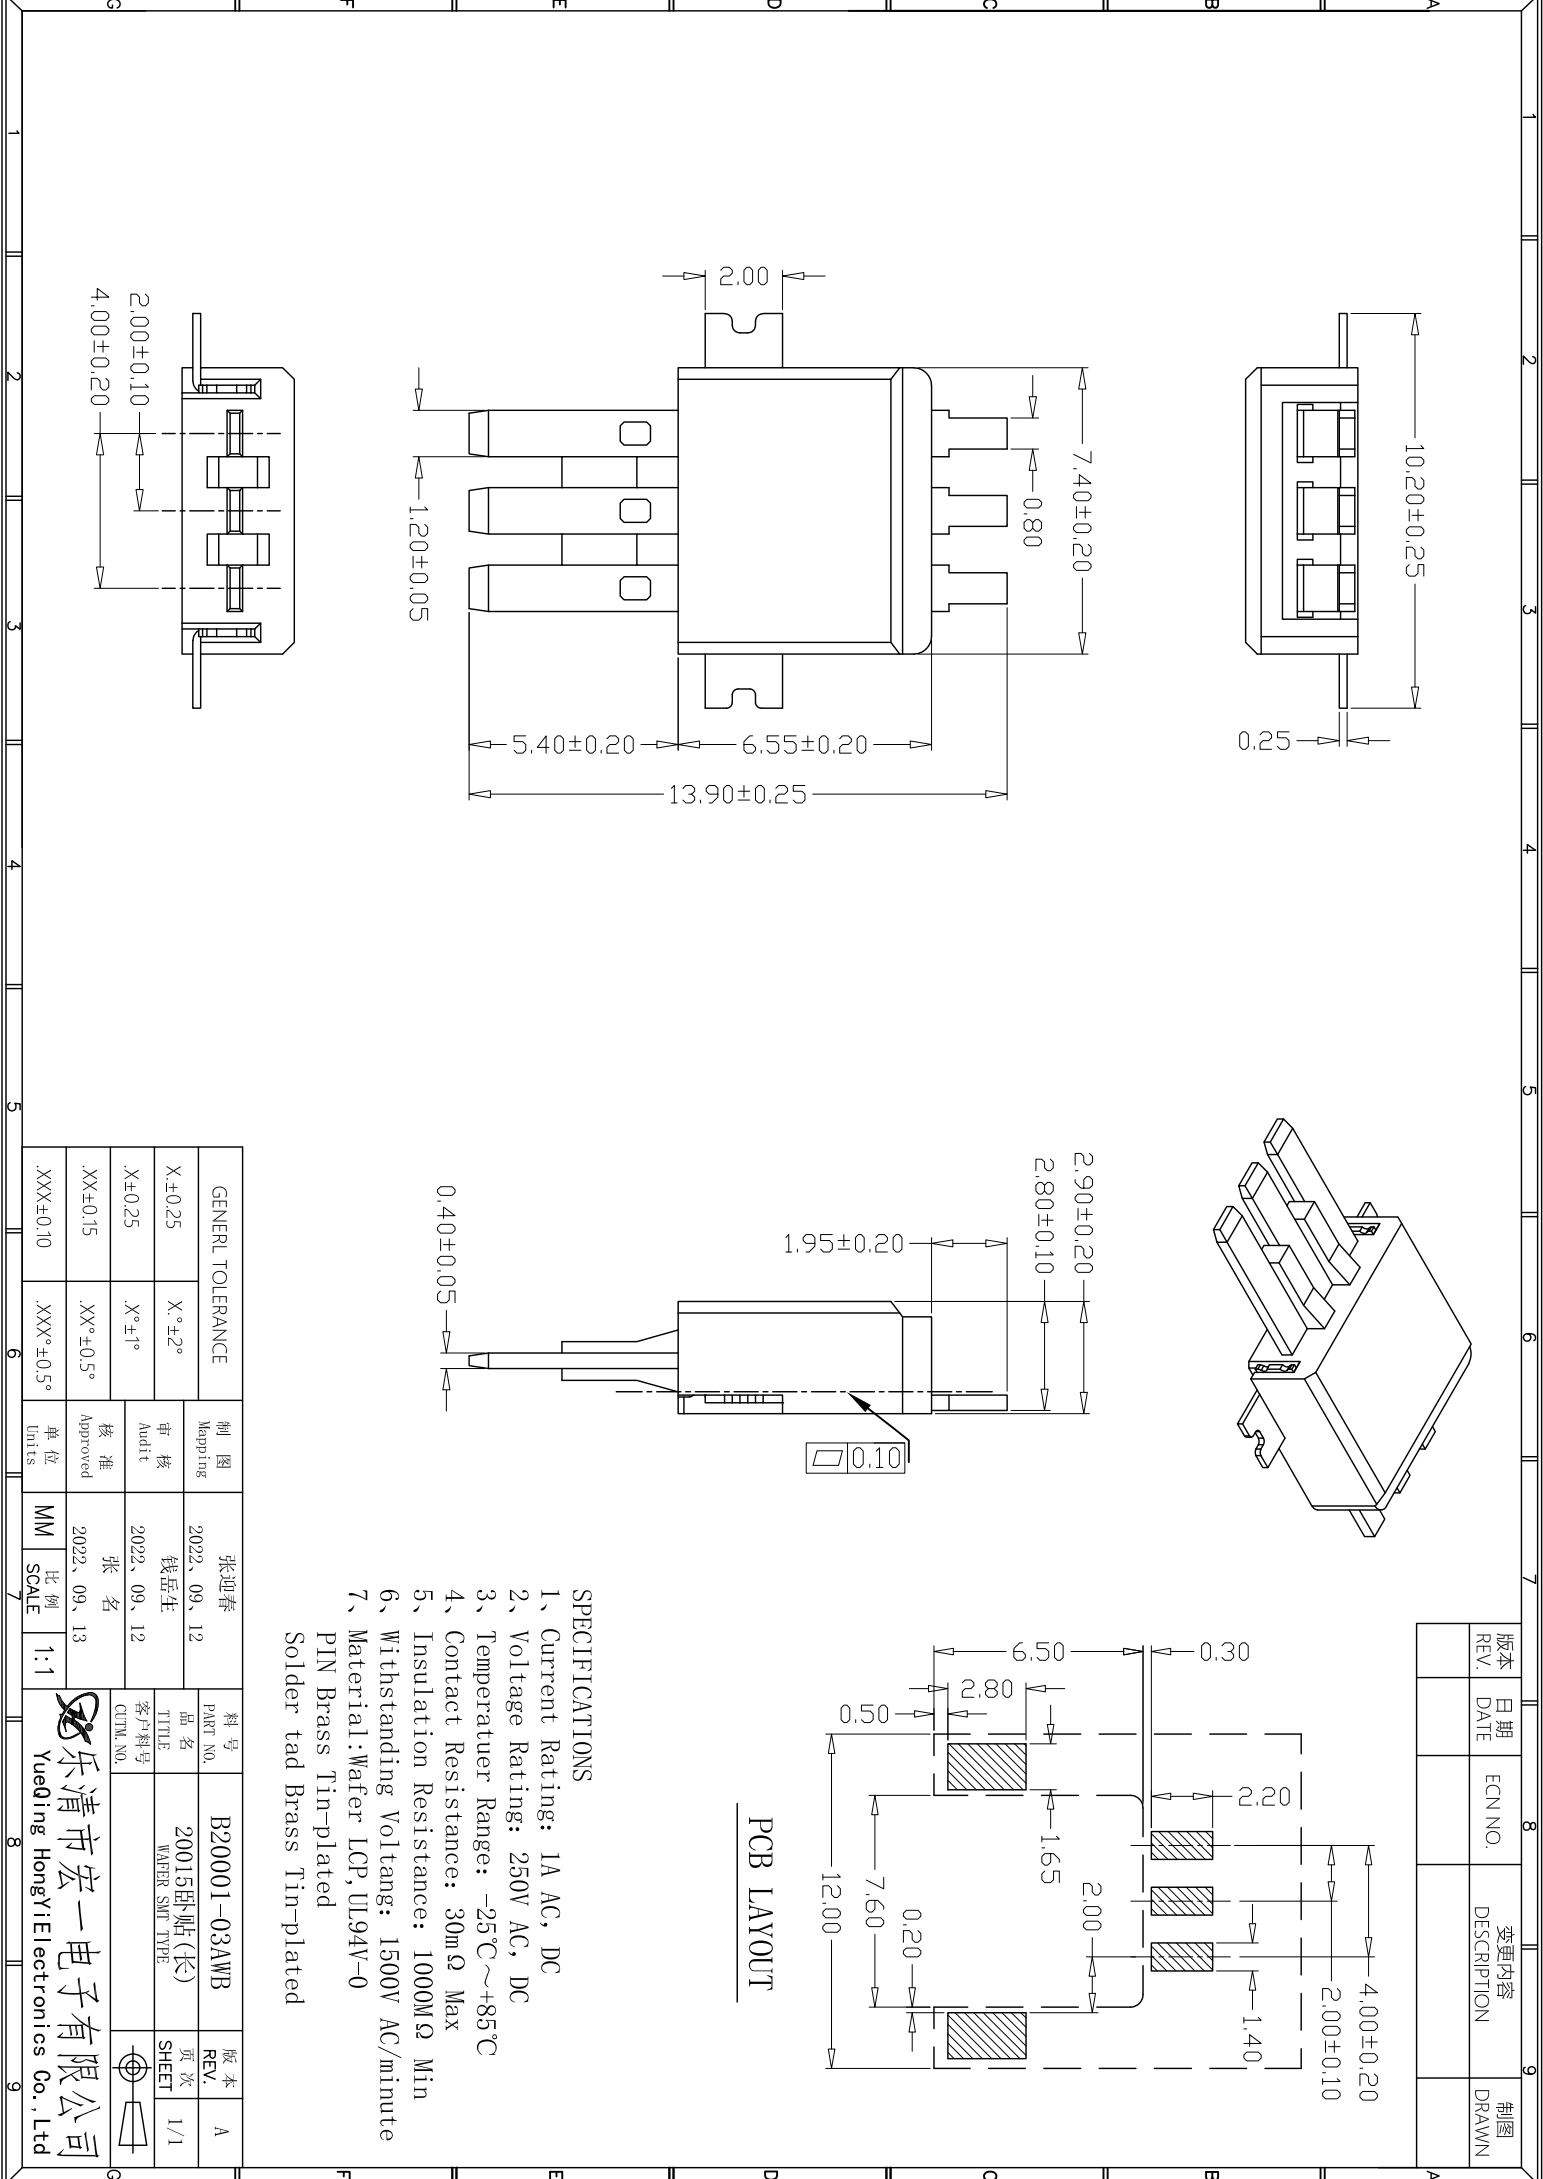 版本
REV.
日期
DATE
ECN NO.
变更内容
DESCRIPTION
制图
DRAWN
1 2 3 4 5 6 7 8 9
A B C D E F G
10.20±0.25
0.25
7.40±0.20
0.80
2.00
1.20±0.05
5.40±0.20
6.55±0.20
13.90±0.25
2.00±0.10
4.00±0.20
2.90±0.20
2.80±0.10
1.95±0.20
0.40±0.05
0.10
4.00±0.20
2.00±0.10
1.40
2.20
2.00
0.30
6.50
2.80
0.50
1.65
0.20
7.60
12.00
PCB LAYOUT
SPECIFICATIONS
1、Current Rating: 1A AC, DC
2、Voltage Rating: 250V AC, DC
3、Temperatuer Range: -25℃～+85℃
4、Contact Resistance: 30mΩ Max
5、Insulation Resistance: 1000MΩ Min
6、Withstanding Voltang: 1500V AC/minute
7、Material:Wafer LCP,UL94V-0
PIN Brass Tin-plated
Solder tad Brass Tin-plated
GENERL TOLERANCE
X.±0.25 X.°±2°
.X±0.25 .X°±1°
.XX±0.15 .XX°±0.5°
.XXX±0.10 .XXX°±0.5°
制 图
Mapping
张迎春
2022、09、12
审 核
Audit
钱岳生
2022、09、12
核 准
Approved
张 名
2022、09、13
单 位
Units
MM
比 例
SCALE
1:1
料 号
PART NO.
B20001-03AWB
版 本
REV.
A
品 名
TITLE
20015卧贴(长)
WAFER SMT TYPE
页 次
SHEET
1/1
客户料号
CUTM. NO.
乐清市宏一电子有限公司
YueQing HongYiElectronics Co.,Ltd